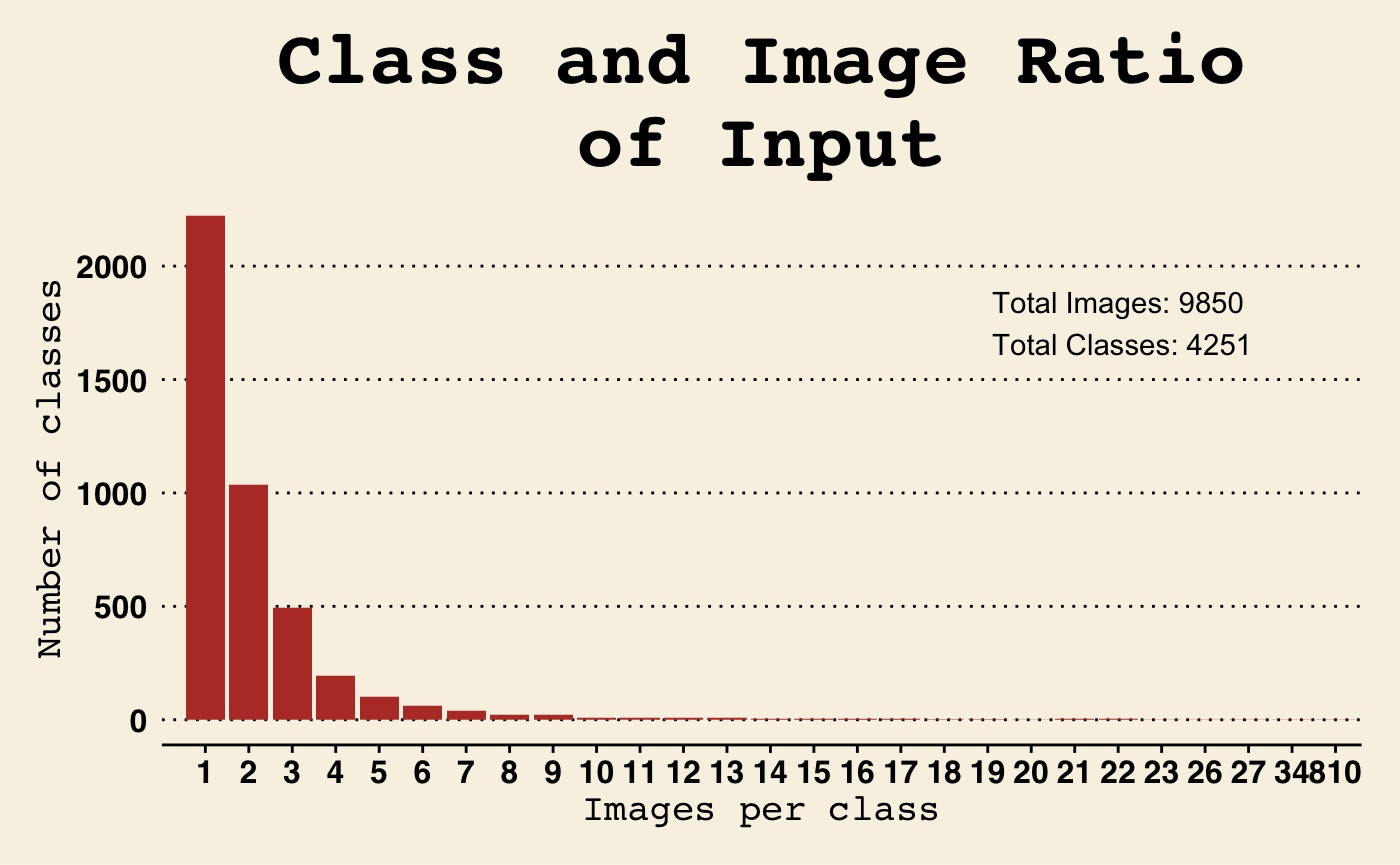 Class and Image Ratio
of Input
Number of classes
2000
1500
1000
500
0
Total Images: 9850
Total Classes: 4251
1 2 3 4 5 6 7 8 9 10 11 12 13 14 15 16 17 18 19 20 21 22 23 26 27 34810
Images per class